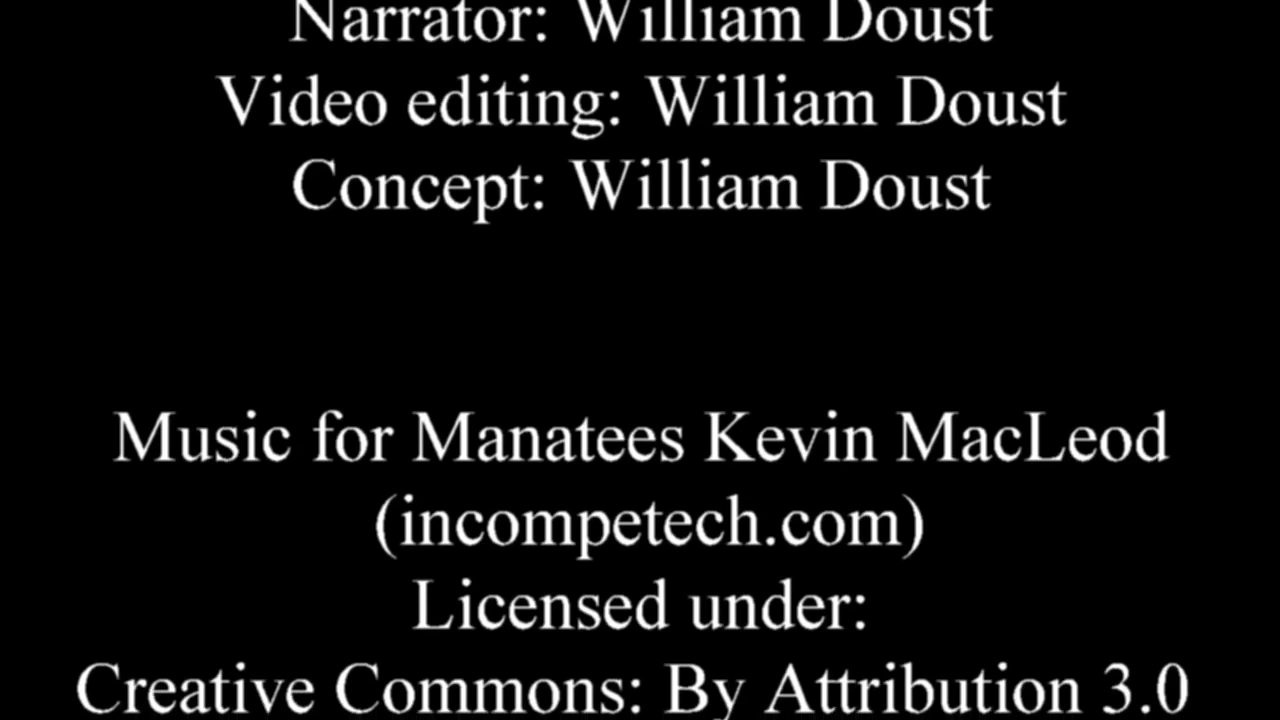 Narrator: William Doust
Video editing: William Doust
Concept: William Doust
Music for Manatees Kevin MacLeod
(incompetech.com)
Licensed under:
Creative Commons: By Attribution 3.0